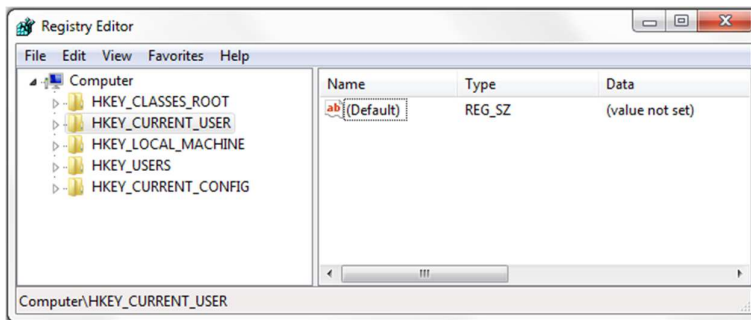 Registry Editor
File Edit View Favorites Help
Computer
HKEY_CLASSES_ROOT
HKEY_CURRENT_USER
HKEY_LOCAL_MACHINE
HKEY_USERS
HKEY_CURRENT_CONFIG
Name Type Data
ab (Default) REG_SZ (value not set)
Computer\HKEY_CURRENT_USER